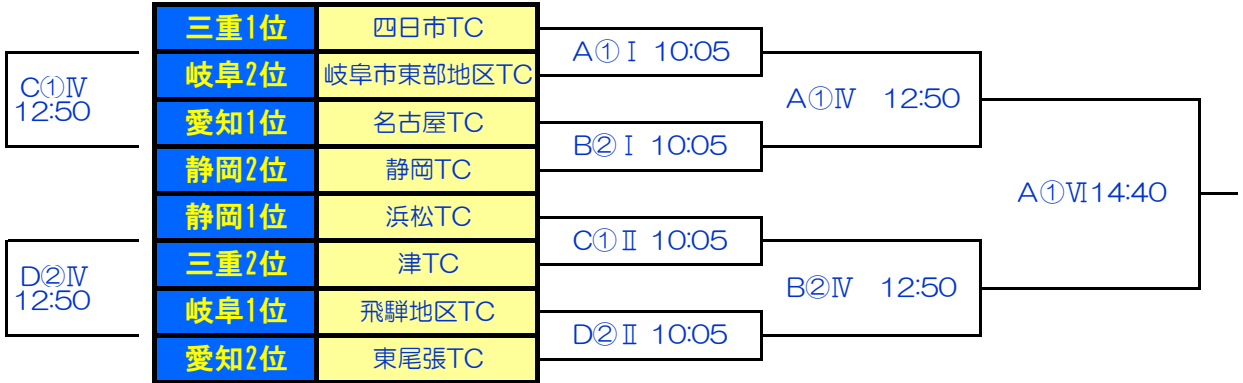 三重1位 四日市TC
岐阜2位 岐阜市東部地区TC
愛知1位 名古屋TC
静岡2位 静岡TC
静岡1位 浜松TC
三重2位 津TC
岐阜1位 飛騨地区TC
愛知2位 東尾張TC
C①Ⅳ
12:50
D②Ⅳ
12:50
A①Ⅰ 10:05
B②Ⅰ 10:05
C①Ⅱ 10:05
D②Ⅱ 10:05
A①Ⅳ 12:50
B②Ⅳ 12:50
A①Ⅵ14:40